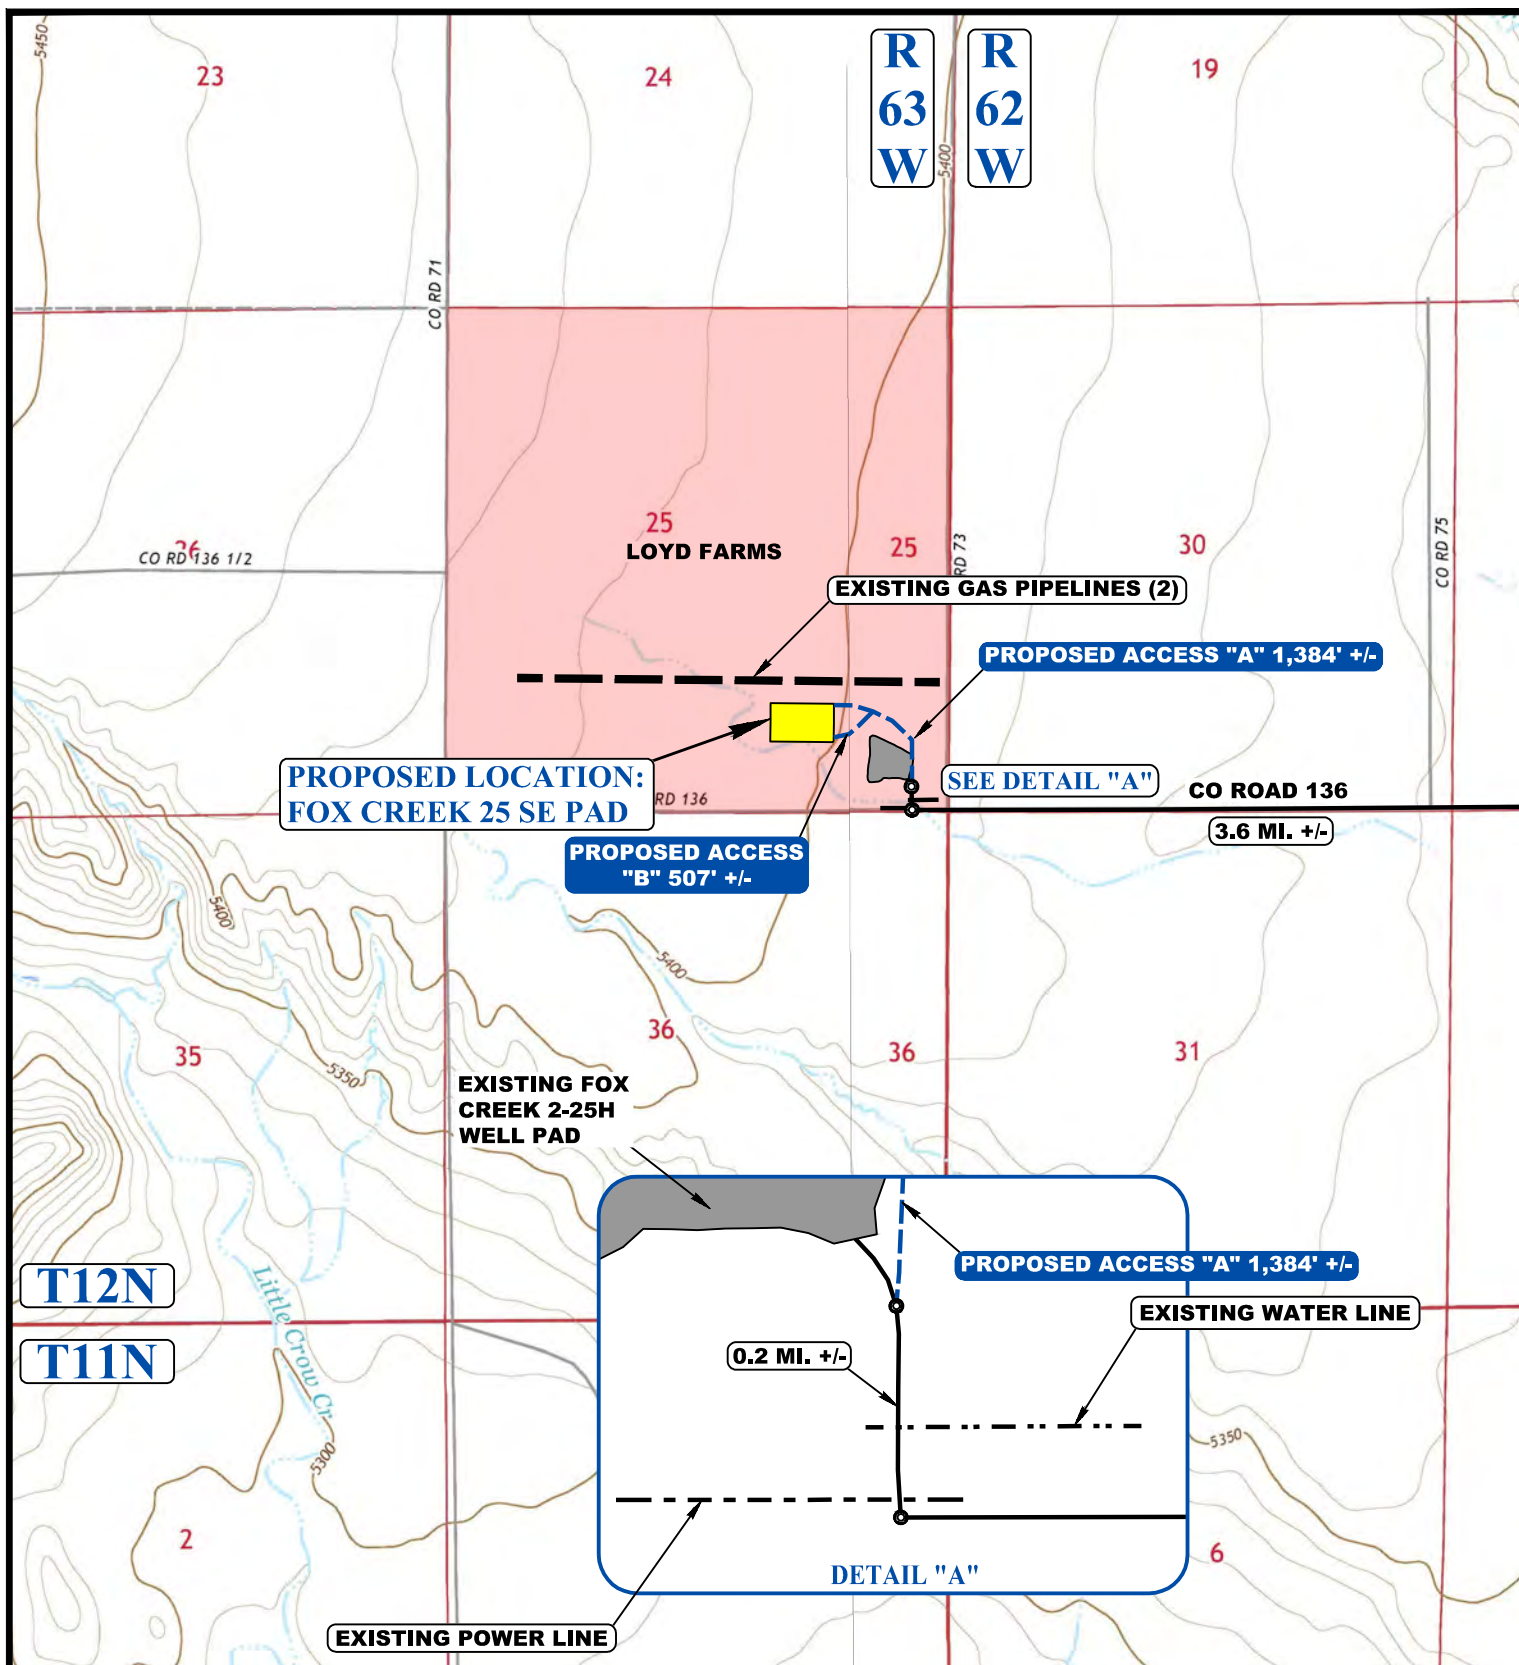 5450
23
24
R
63
W
R
62
W
19
5400
CO RD 71
25
LOYD FARMS
25
RD 73
30
CO RD 75
26
CO RD 136 1/2
EXISTING GAS PIPELINES (2)
PROPOSED ACCESS "A" 1,384' +/-
PROPOSED LOCATION:
FOX CREEK 25 SE PAD
RD 136
SEE DETAIL "A"
CO ROAD 136
3.6 MI. +/-
PROPOSED ACCESS
"B" 507' +/-
5400
5400
36
36
31
35
5350
EXISTING FOX
CREEK 2-25H
WELL PAD
PROPOSED ACCESS "A" 1,384' +/-
EXISTING WATER LINE
0.2 MI. +/-
T12N
T11N
Little Crow Cr
5300
5350
2
6
DETAIL "A"
EXISTING POWER LINE